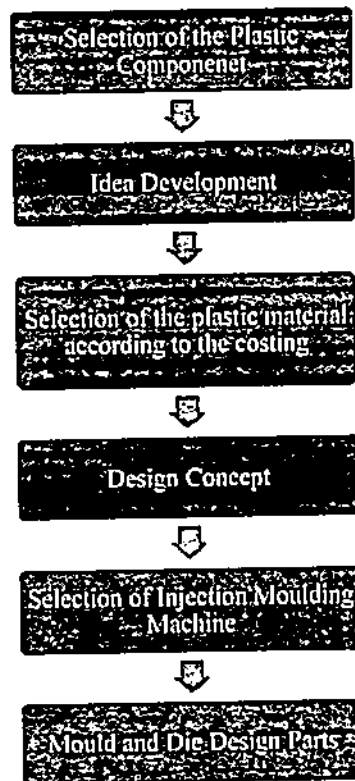 Selection of the Plastic
Componenet
Idea Development
Selection of the plastic material
according to the costing
Design Concept
Selection of Injection Moulding
Machine
Mould and Die Design Parts